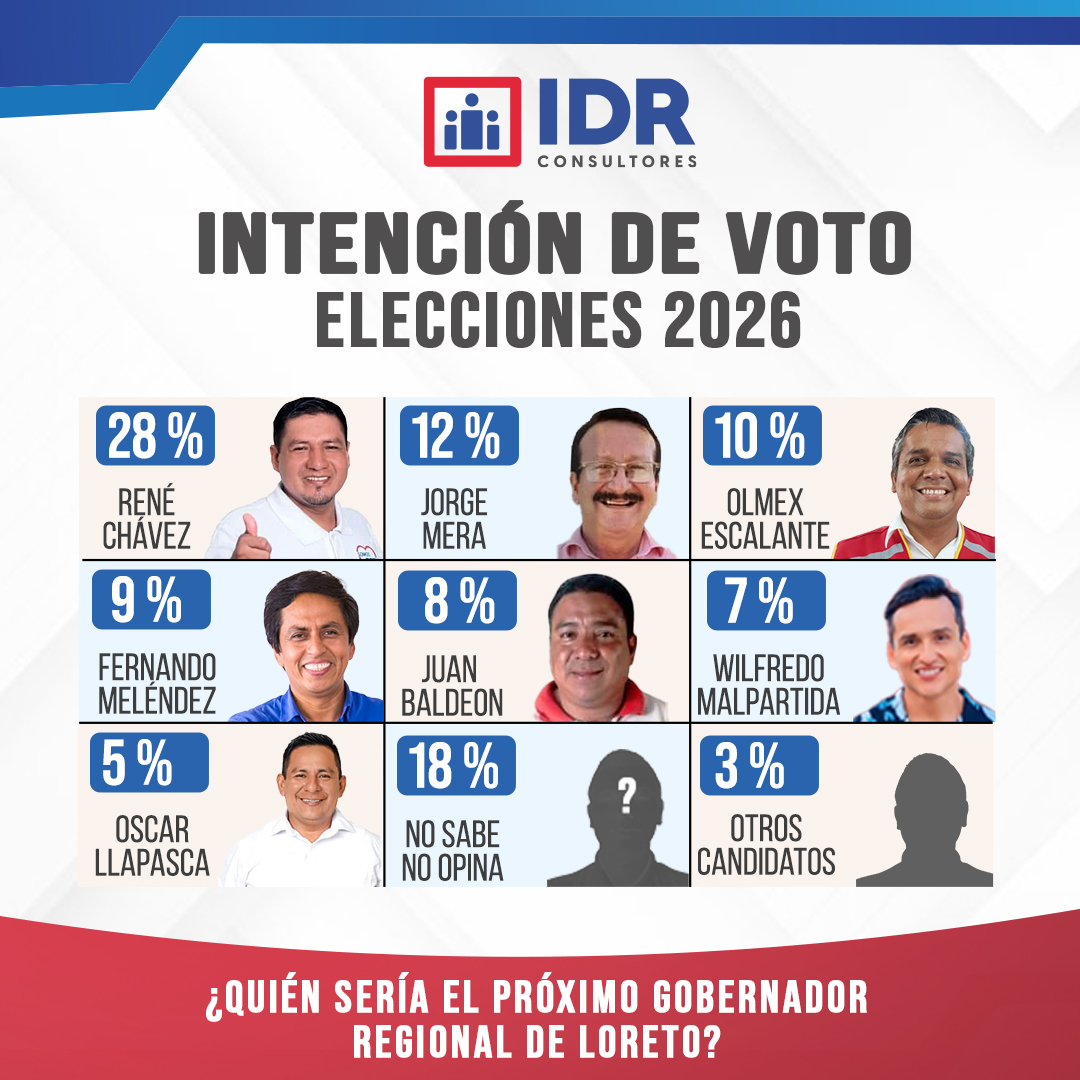 IDR
CONSULTORES
INTENCIÓN DE VOTO
ELECCIONES 2026
28 %
RENÉ
CHÁVEZ
12 %
JORGE
MERA
10 %
OLMEX
ESCALANTE
9 %
FERNANDO
MELÉNDEZ
8 %
JUAN
BALDEON
7 %
WILFREDO
MALPARTIDA
5 %
OSCAR
LLAPASCA
18 %
NO SABE
NO OPINA
?
3 %
OTROS
CANDIDATOS
¿QUIÉN SERÍA EL PRÓXIMO GOBERNADOR
REGIONAL DE LORETO?